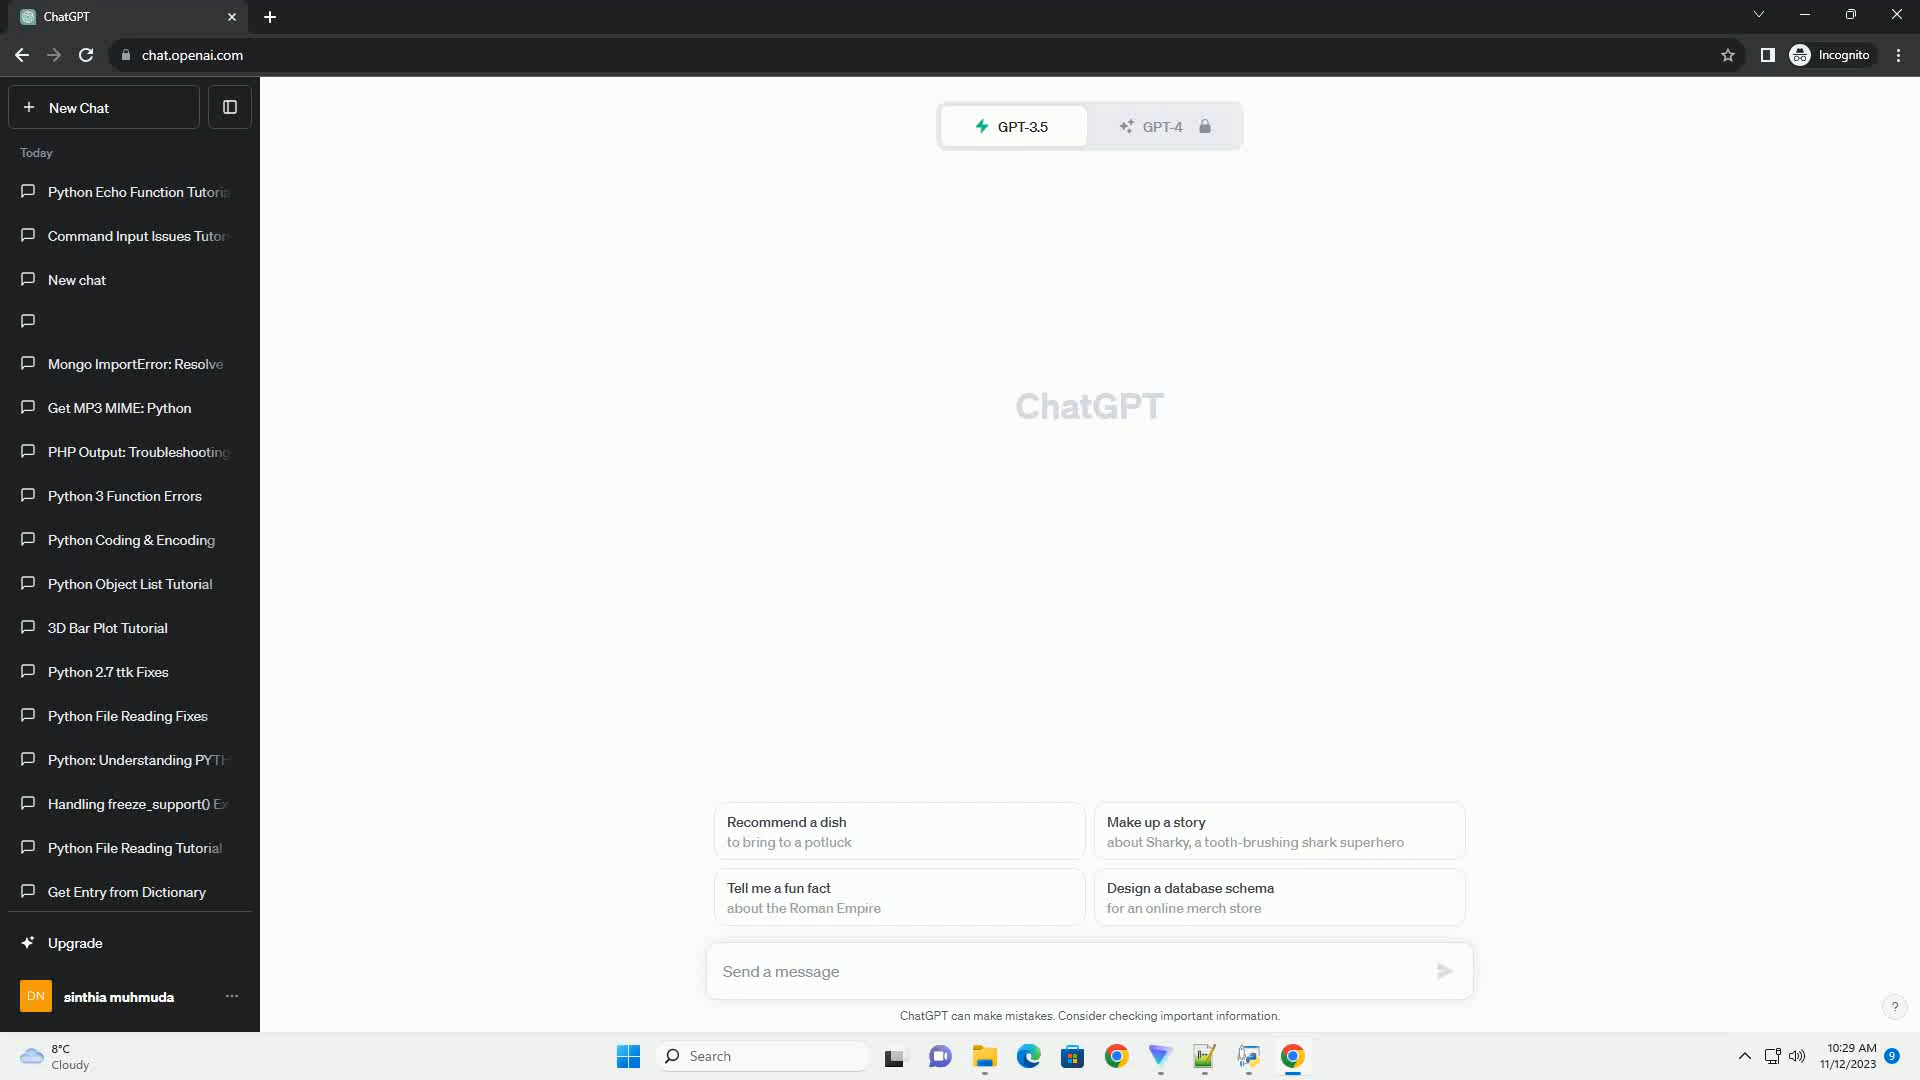 ChatGPT
chat.openai.com
Incognito
New Chat
Today
Python Echo Function Tutoria
Command Input Issues Tutor
New chat
Mongo ImportError: Resolve
Get MP3 MIME: Python
PHP Output: Troubleshooting
Python 3 Function Errors
Python Coding & Encoding
Python Object List Tutorial
3D Bar Plot Tutorial
Python 2.7 ttk Fixes
Python File Reading Fixes
Python: Understanding PYTH
Handling freeze_support() Ex
Python File Reading Tutorial
Get Entry from Dictionary
Upgrade
DN
sinthia muhmuda
GPT-3.5
GPT-4
ChatGPT
Recommend a dish
to bring to a potluck
Make up a story
about Sharky, a tooth-brushing shark superhero
Tell me a fun fact
about the Roman Empire
Design a database schema
for an online merch store
Send a message
ChatGPT can make mistakes. Consider checking important information.
?
8°C
Cloudy
Search
10:29 AM
11/12/2023
9